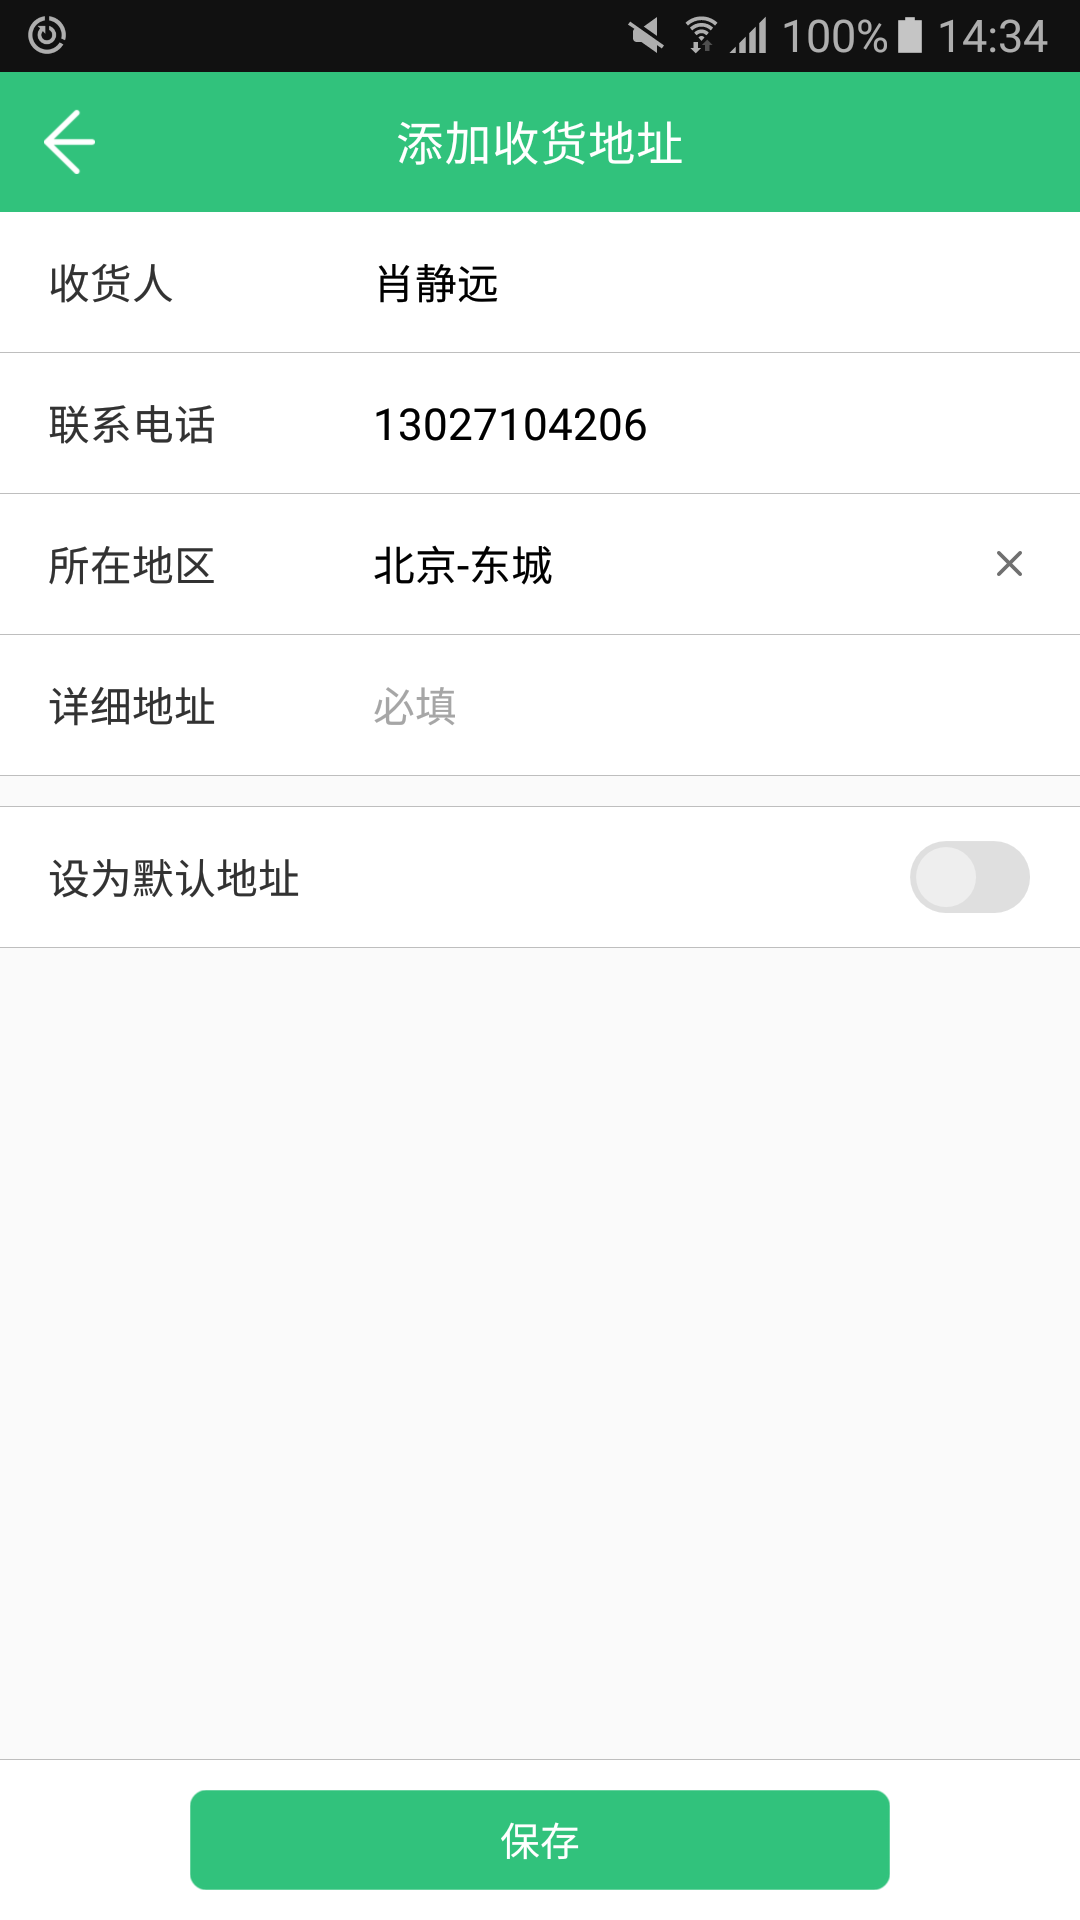 100% 14:34
添加收货地址
收货人 肖静远
联系电话 13027104206
所在地区 北京-东城
详细地址 必填
设为默认地址
保存